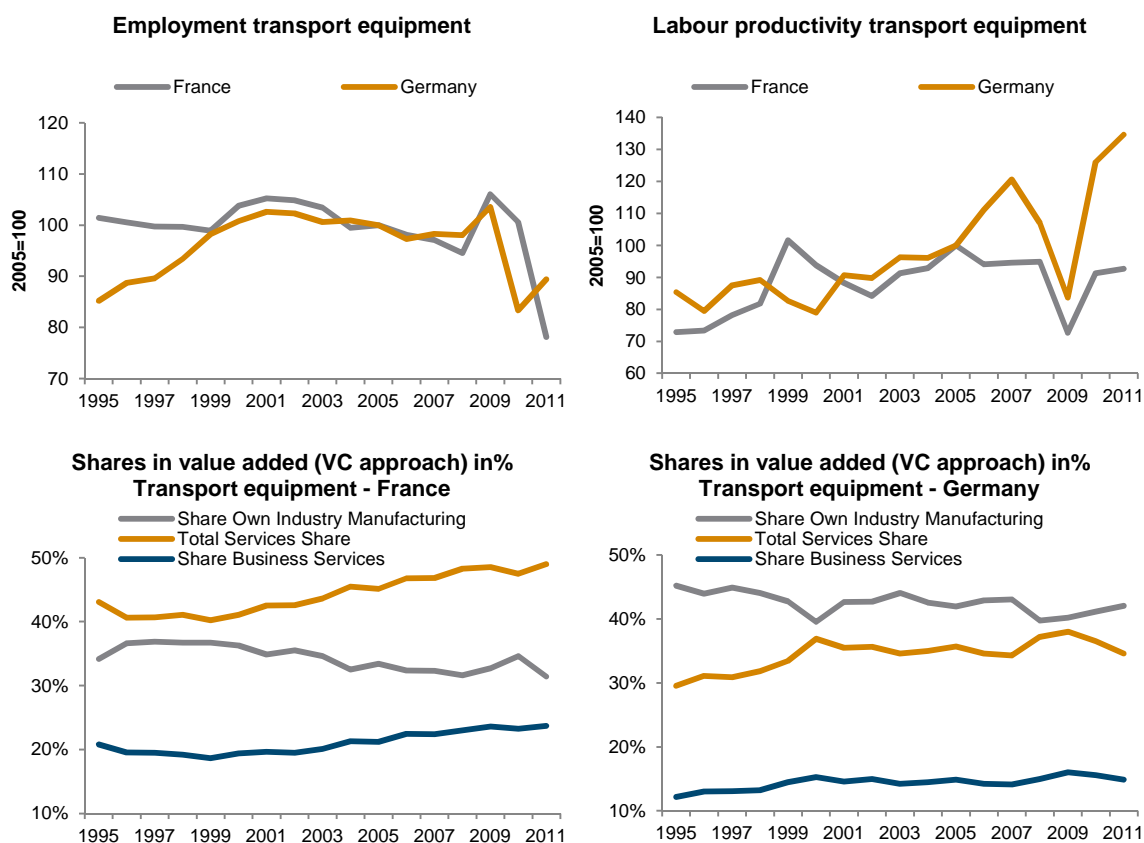 Employment transport equipment
France Germany
2005=100
120
110
100
90
80
70
1995 1997 1999 2001 2003 2005 2007 2009 2011
Labour productivity transport equipment
France Germany
2005=100
140
130
120
110
100
90
80
70
60
1995 1997 1999 2001 2003 2005 2007 2009 2011
Shares in value added (VC approach) in%
Transport equipment - France
Share Own Industry Manufacturing
Total Services Share
Share Business Services
50%
40%
30%
20%
10%
1995 1997 1999 2001 2003 2005 2007 2009 2011
Shares in value added (VC approach) in%
Transport equipment - Germany
Share Own Industry Manufacturing
Total Services Share
Share Business Services
50%
40%
30%
20%
10%
1995 1997 1999 2001 2003 2005 2007 2009 2011